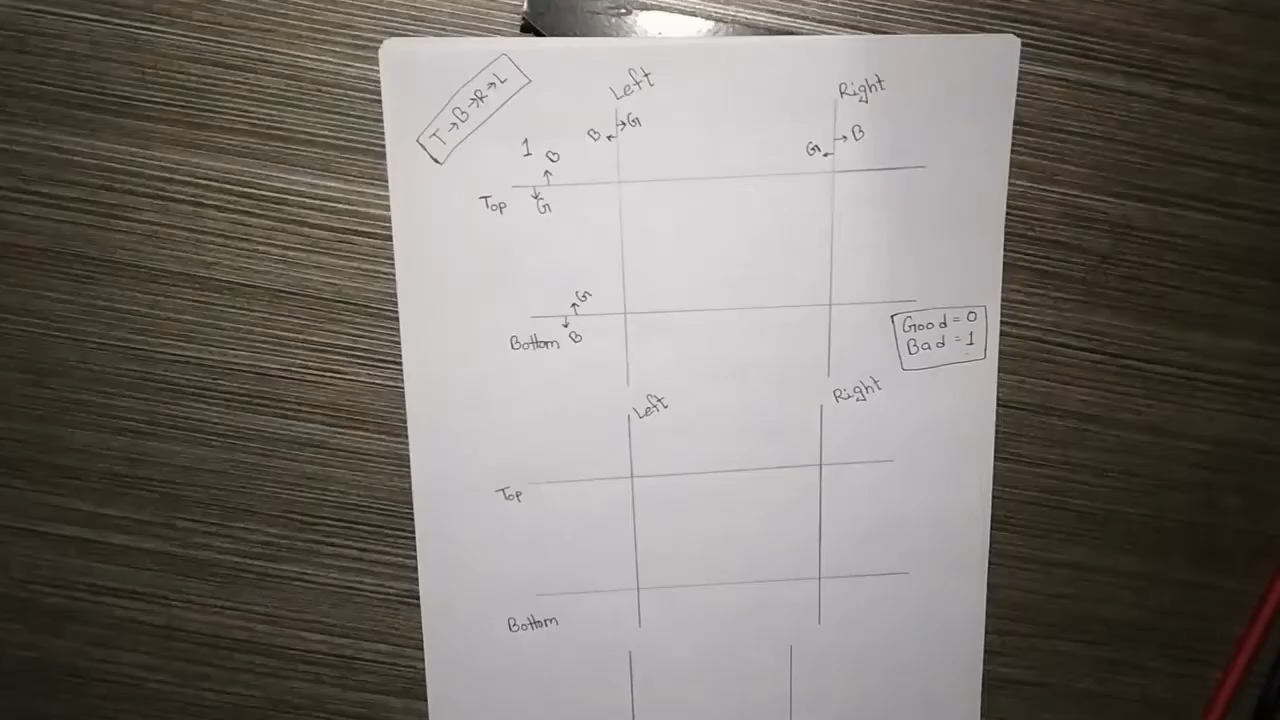 T→B→R→L
Left
Right
B G
G B
1 B
Top G
G
Bottom B
Good = 0
Bad = 1
Left
Right
Top
Bottom